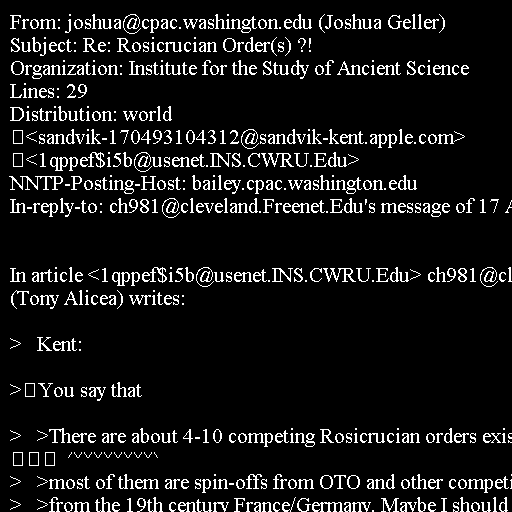 From: joshua@cpac.washington.edu (Joshua Geller)
Subject: Re: Rosicrucian Order(s) ?!
Organization: Institute for the Study of Ancient Science
Lines: 29
Distribution: world
<sandvik-170493104312@sandvik-kent.apple.com>
<1qppef$i5b@usenet.INS.CWRU.Edu>
NNTP-Posting-Host: bailey.cpac.washington.edu
In-reply-to: ch981@cleveland.Freenet.Edu's message of 17 A

In article <1qppef$i5b@usenet.INS.CWRU.Edu> ch981@cl
(Tony Alicea) writes:

>   Kent:

> You say that

>   >There are about 4-10 competing Rosicrucian orders exis
^^^^^^^^^^
>   >most of them are spin-offs from OTO and other competi
>   >from the 19th century France/Germany. Maybe I should